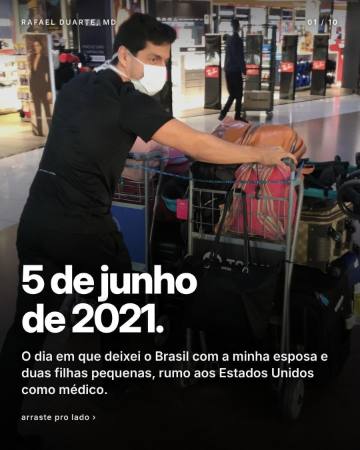 RAFAEL DUARTE, MD
01 / 10
5 de junho
de 2021.
O dia em que deixei o Brasil com a minha esposa e
duas filhas pequenas, rumo aos Estados Unidos
como médico.
arraste pro lado ›